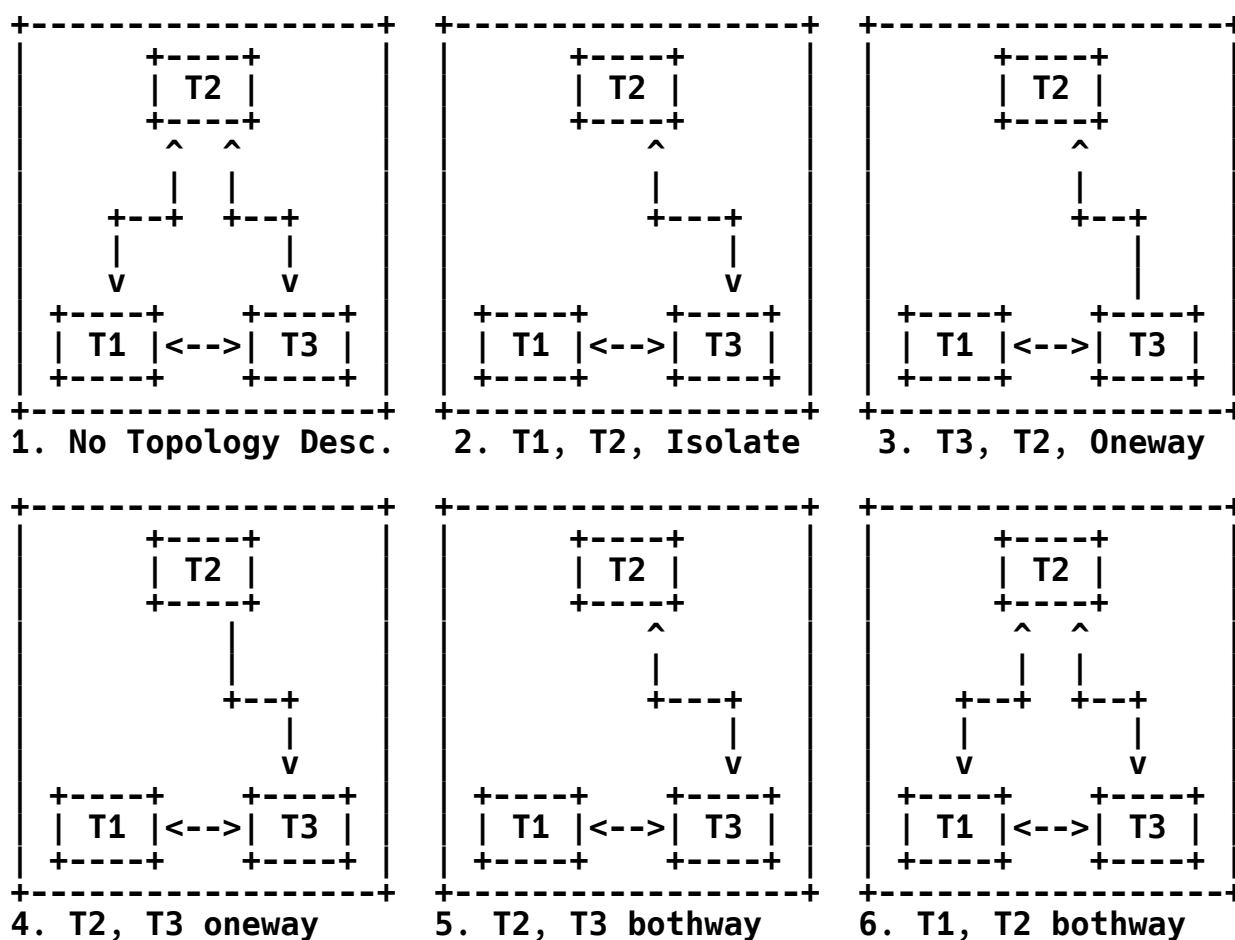 T2 T2 T2
T1 <--> T3 T1 <--> T3 T1 <--> T3
1. No Topology Desc. 2. T1, T2, Isolate 3. T3, T2, Oneway
T2 T2 T2
T1 <--> T3 T1 <--> T3 T1 <--> T3
4. T2, T3 oneway 5. T2, T3 bothway 6. T1, T2 bothway